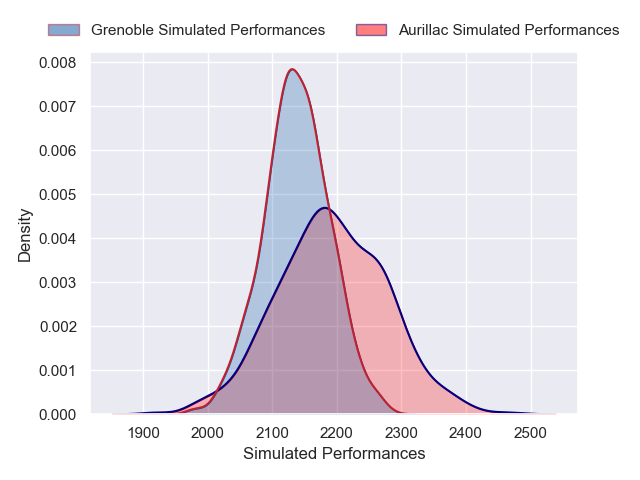 Grenoble Simulated Performances Aurillac Simulated Performances
0.008
0.007
0.006
0.005
0.004
0.003
0.002
0.001
0.000
Density
1900 2000 2100 2200 2300 2400 2500
Simulated Performances